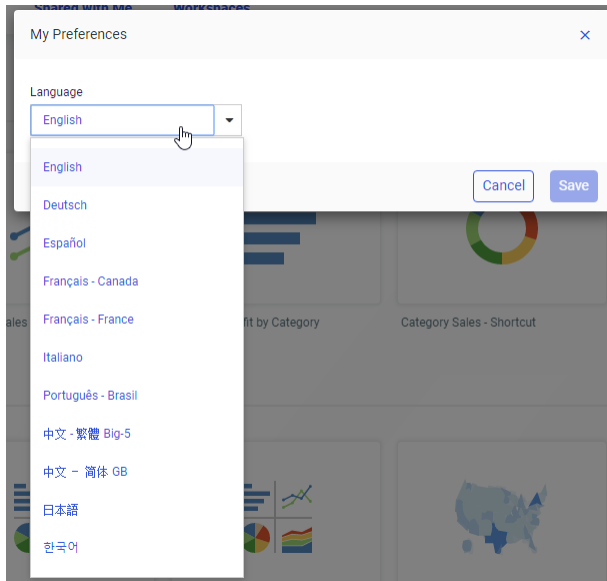 Shared with Me Workspaces
My Preferences
Language
English
English
Deutsch
Español
Français - Canada
Français - France
Italiano
Português - Brasil
中文 - 繁體 Big-5
中文 － 简体 GB
日本語
한국어
Cancel Save
ales
fit by Category
Category Sales - Shortcut